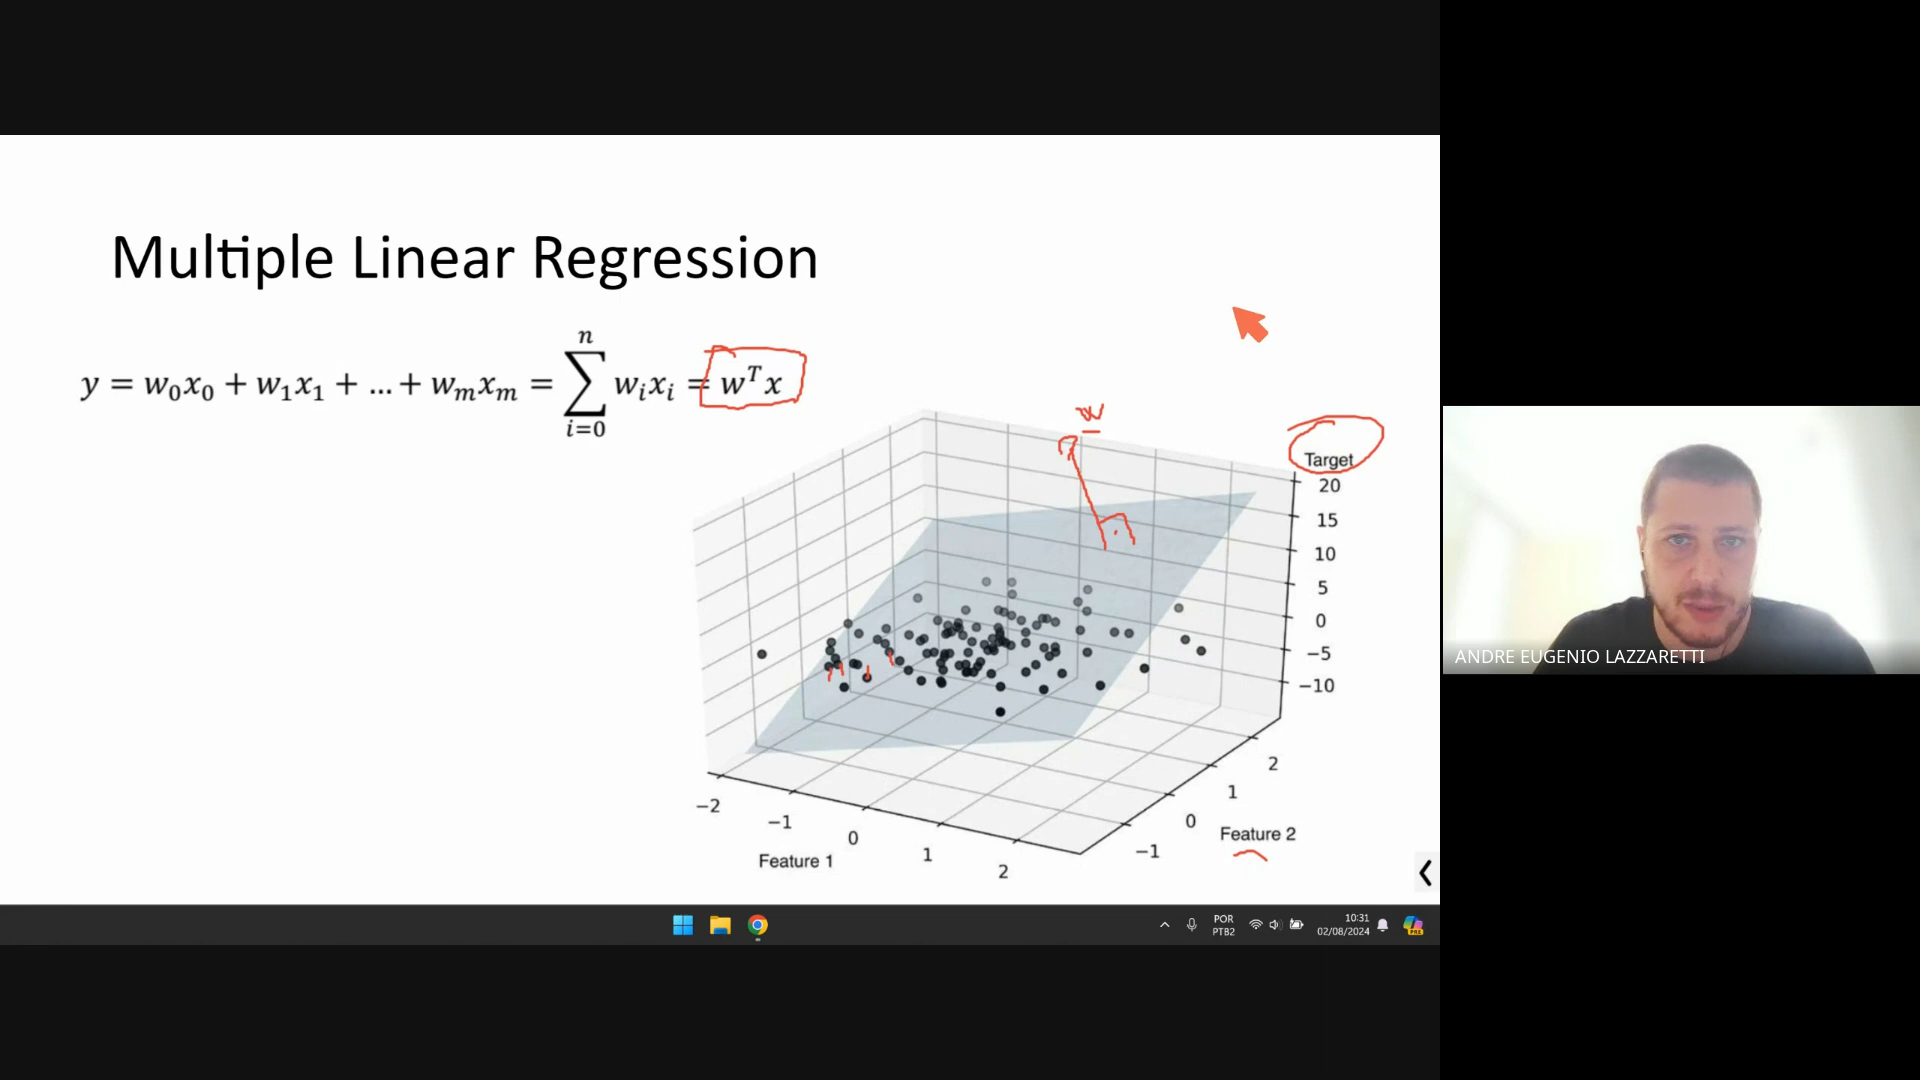 Multiple Linear Regression
y = w₀x₀ + w₁x₁ + ... + wₘxₘ = ∑ᵢ₌₀ⁿ wᵢxᵢ = wᵀx
w
Target
20
15
10
5
0
−5
−10
−2
−1
0
1
2
Feature 1
−1
0
1
2
Feature 2
ANDRE EUGENIO LAZZARETTI
POR
PTB2
10:31
02/08/2024
PRE